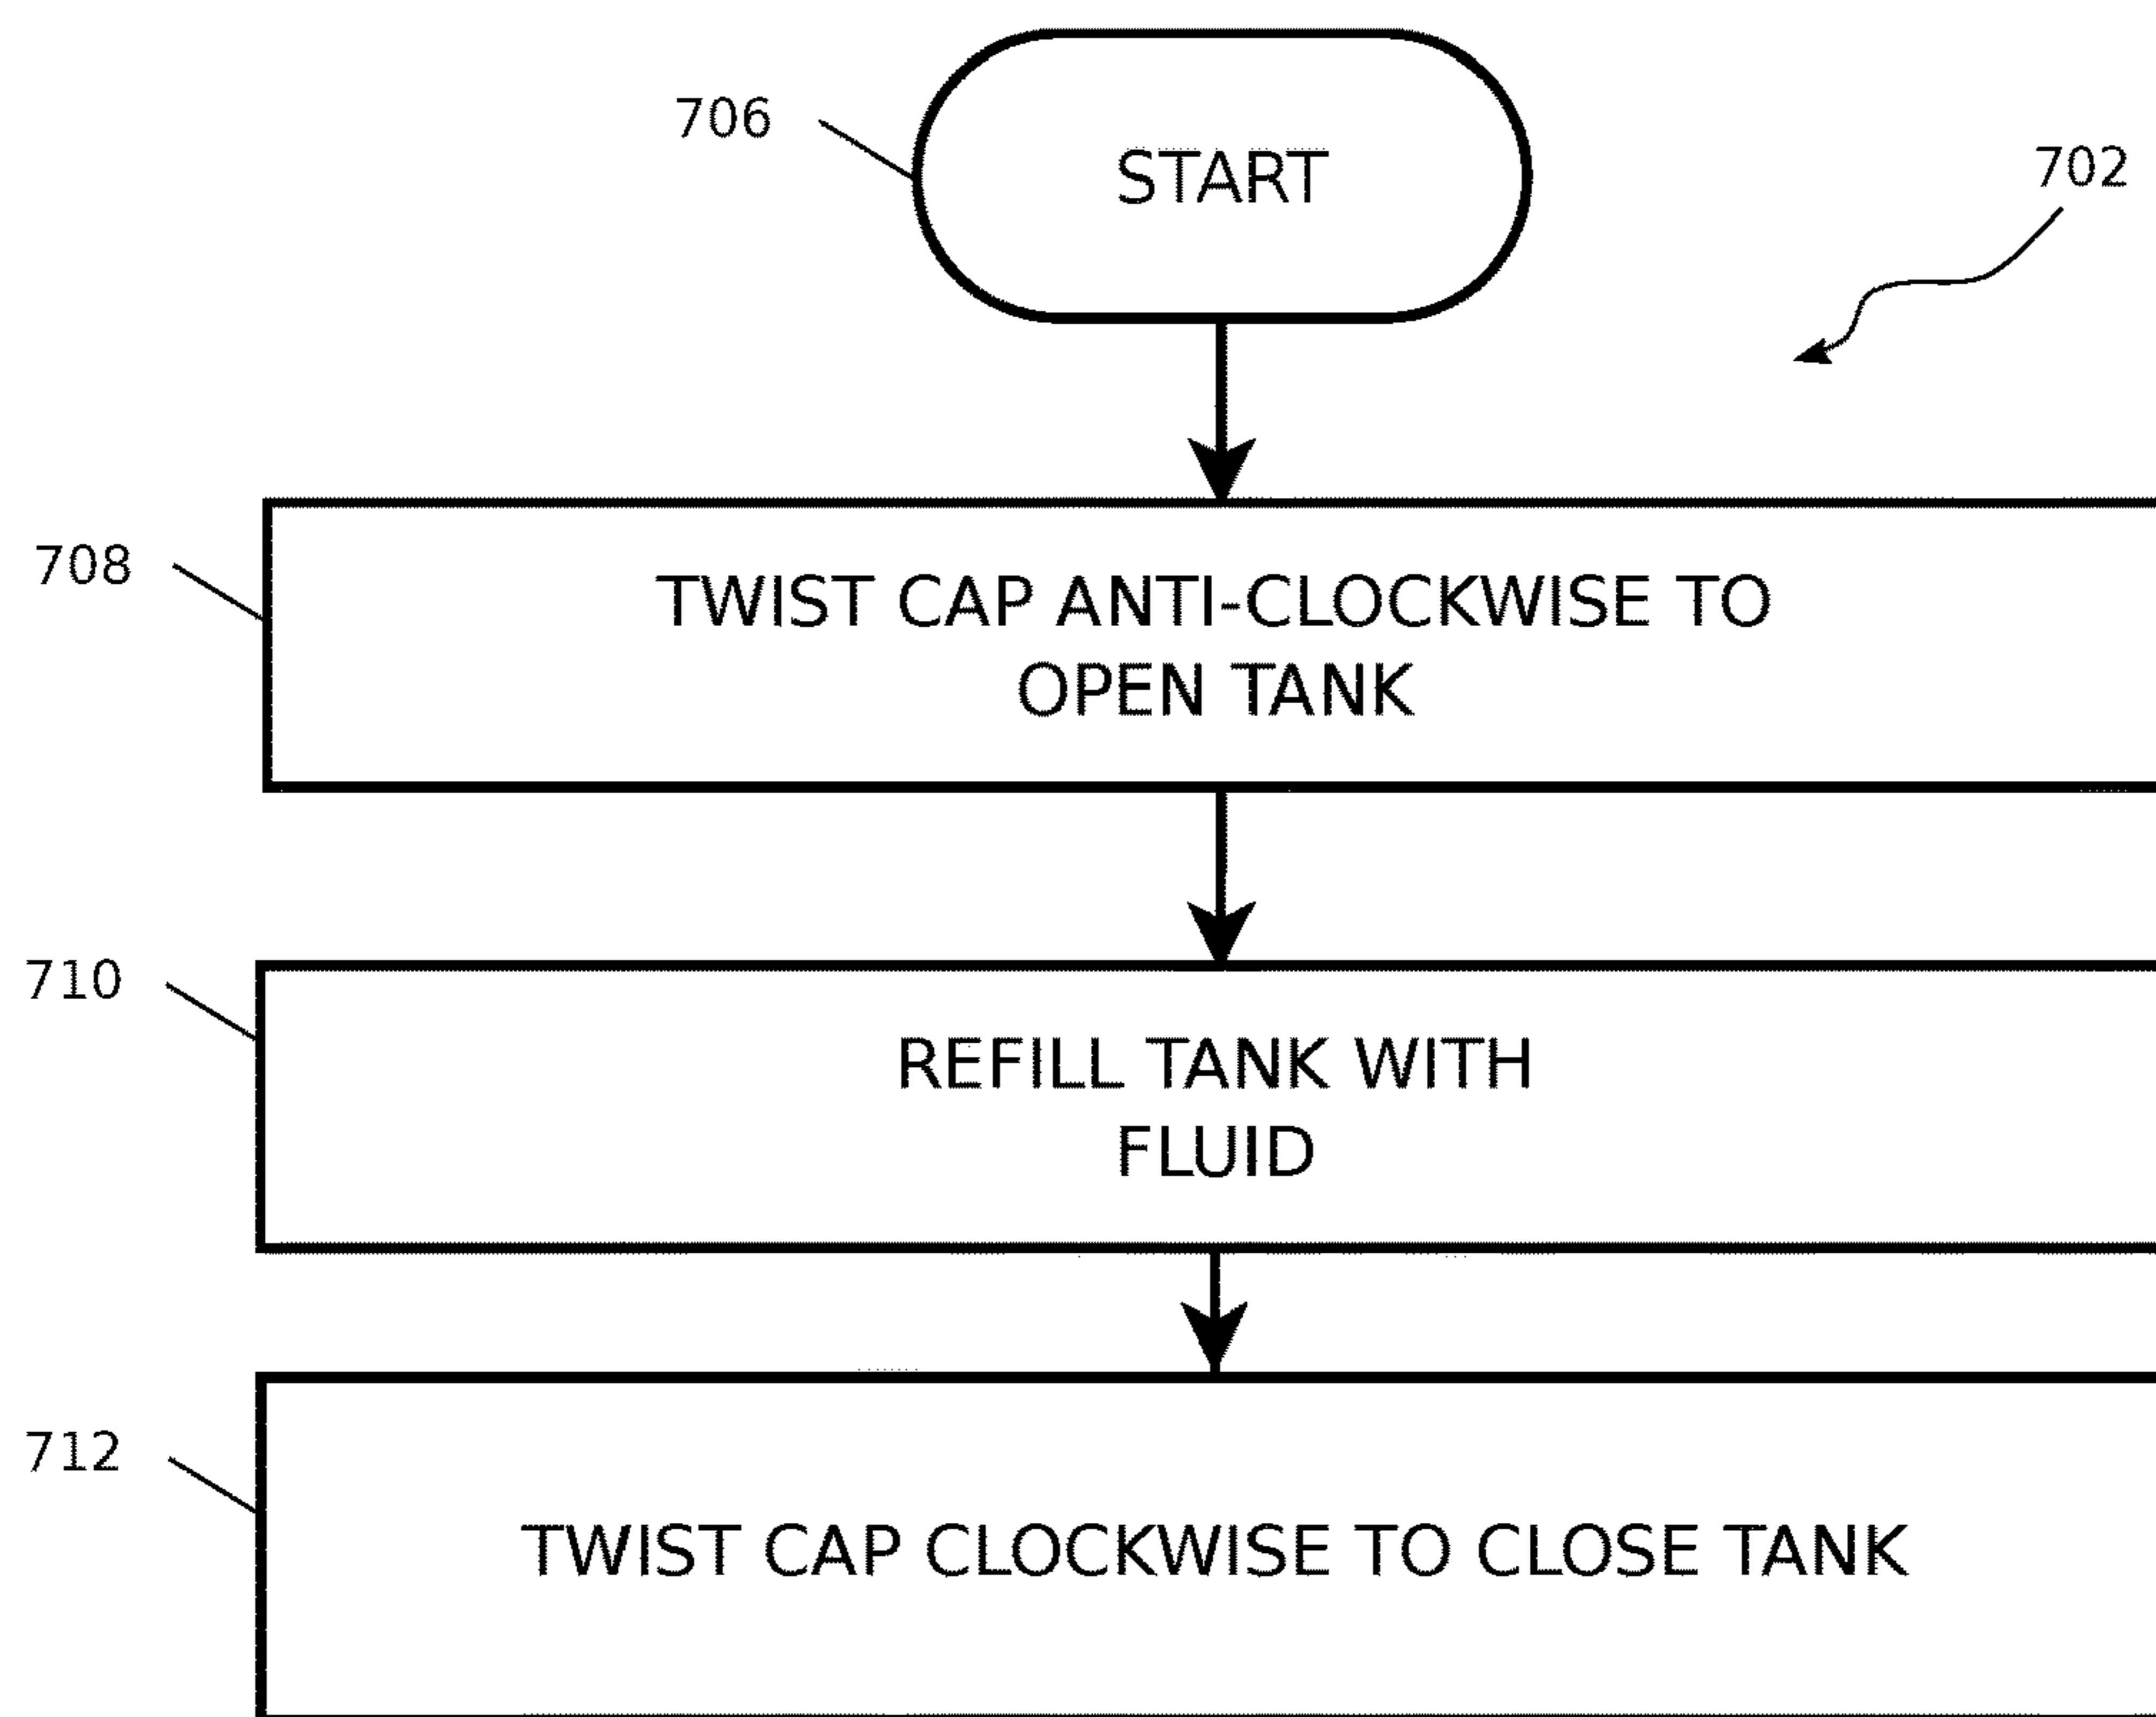 706
START
702
708
TWIST CAP ANTI-CLOCKWISE TO
OPEN TANK
710
REFILL TANK WITH
FLUID
712
TWIST CAP CLOCKWISE TO CLOSE TANK